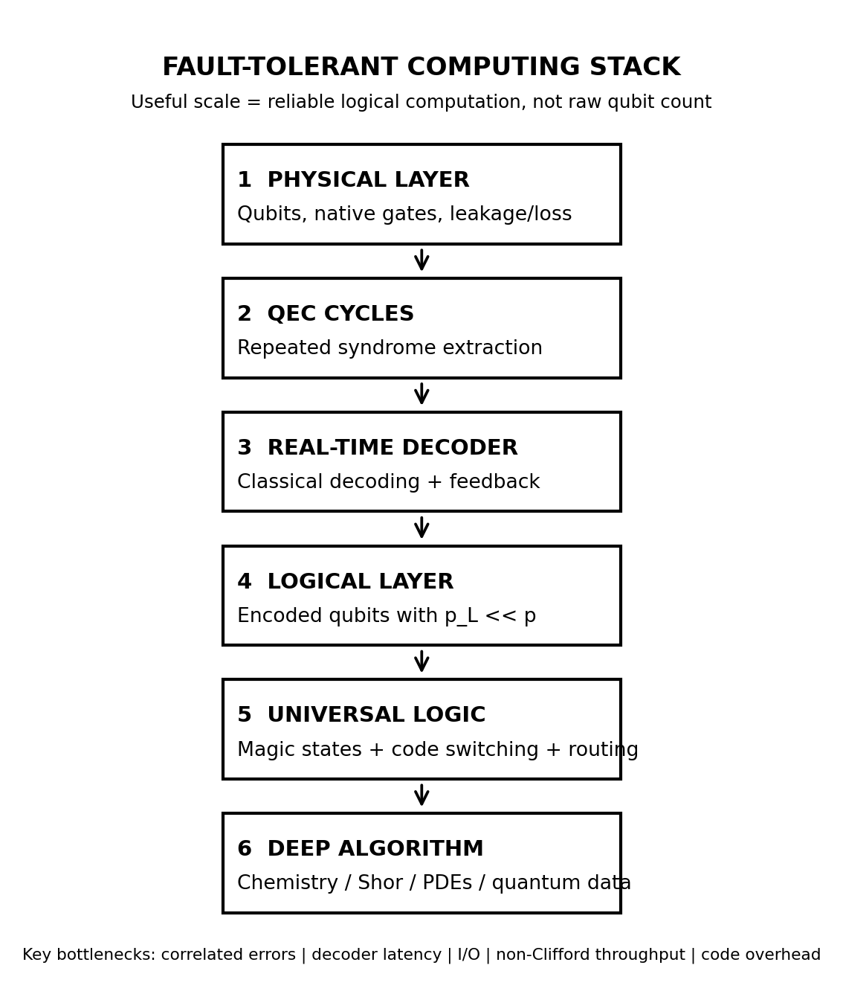 FAULT-TOLERANT COMPUTING STACK
Useful scale = reliable logical computation, not raw qubit count
1 PHYSICAL LAYER
Qubits, native gates, leakage/loss
2 QEC CYCLES
Repeated syndrome extraction
3 REAL-TIME DECODER
Classical decoding + feedback
4 LOGICAL LAYER
Encoded qubits with p_L << p
5 UNIVERSAL LOGIC
Magic states + code switching + routing
6 DEEP ALGORITHM
Chemistry / Shor / PDEs / quantum data
Key bottlenecks: correlated errors | decoder latency | I/O | non-Clifford throughput | code overhead